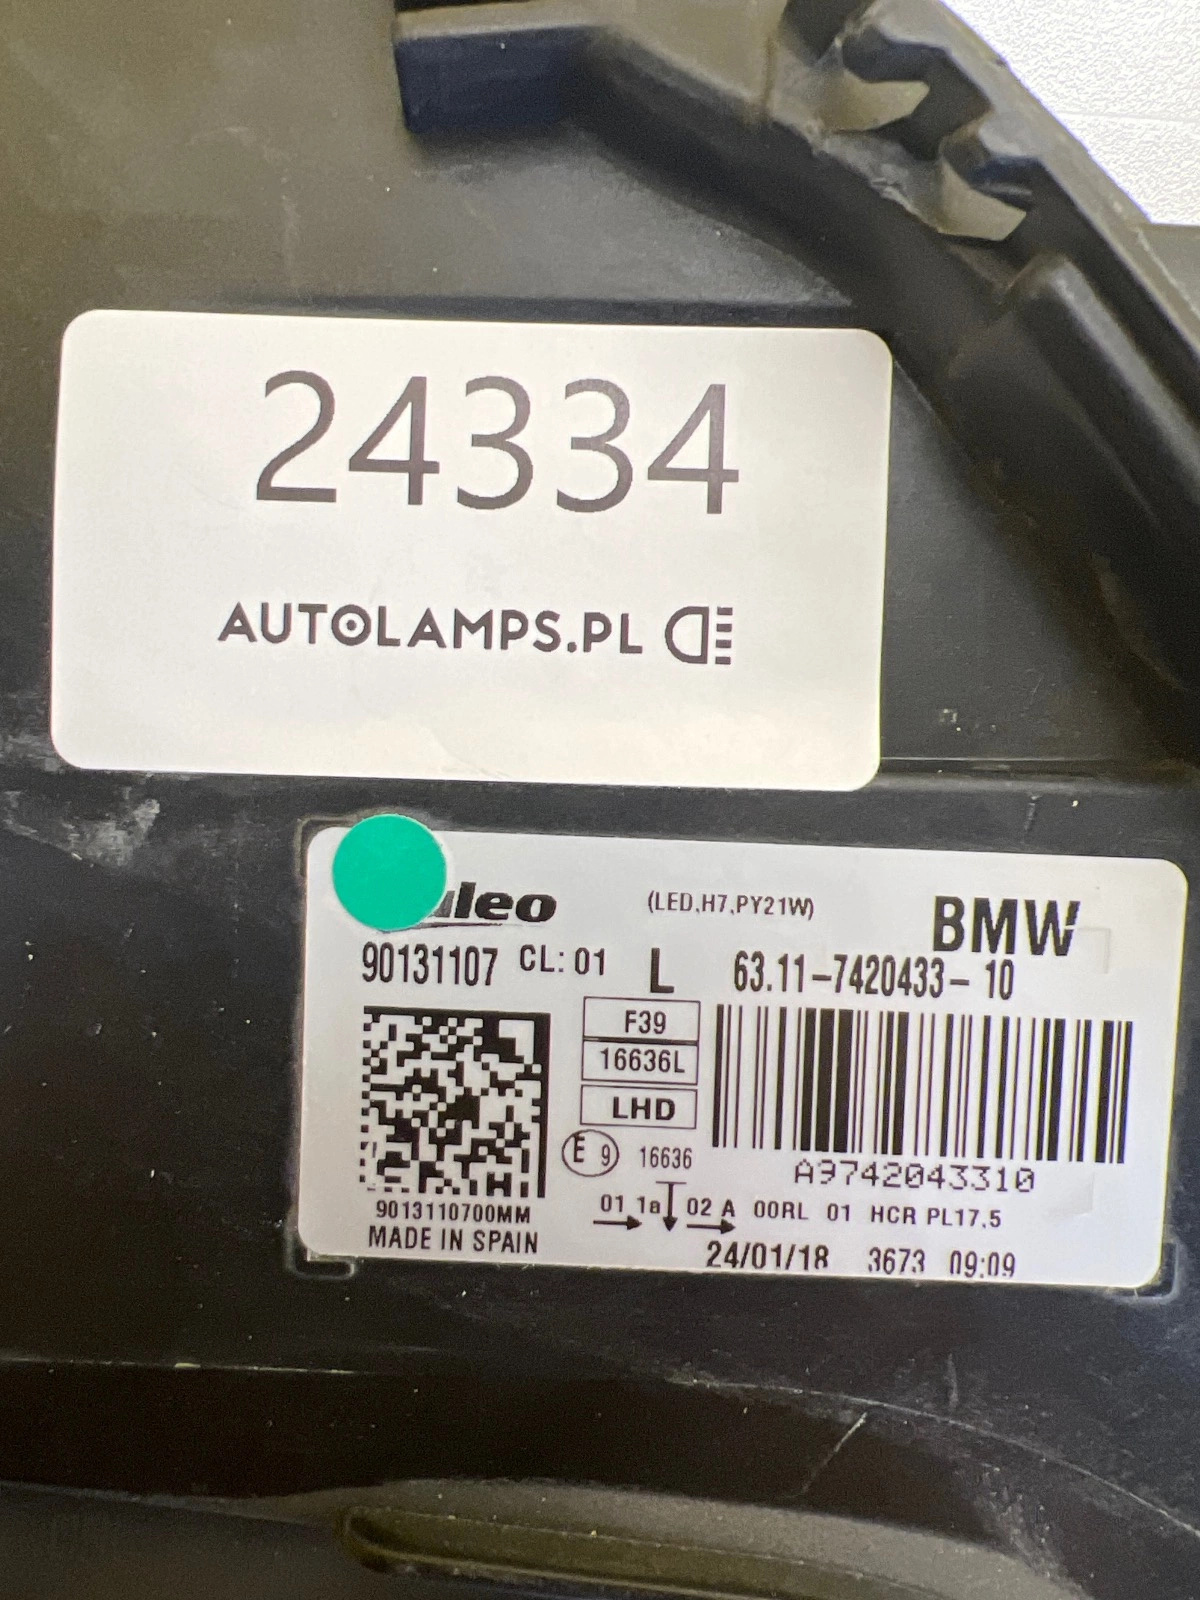 24334
AUTOLAMPS.PL
(LED,H7,PY21W)
BMW
90131107 CL: 01 L 63.11-7420433-10
F39
16636L
LHD
E 9 16636
A9742043310
9013110700MM
MADE IN SPAIN
01 1a 02 A 00RL 01 HCR PL17,5
24/01/18 3673 09:09